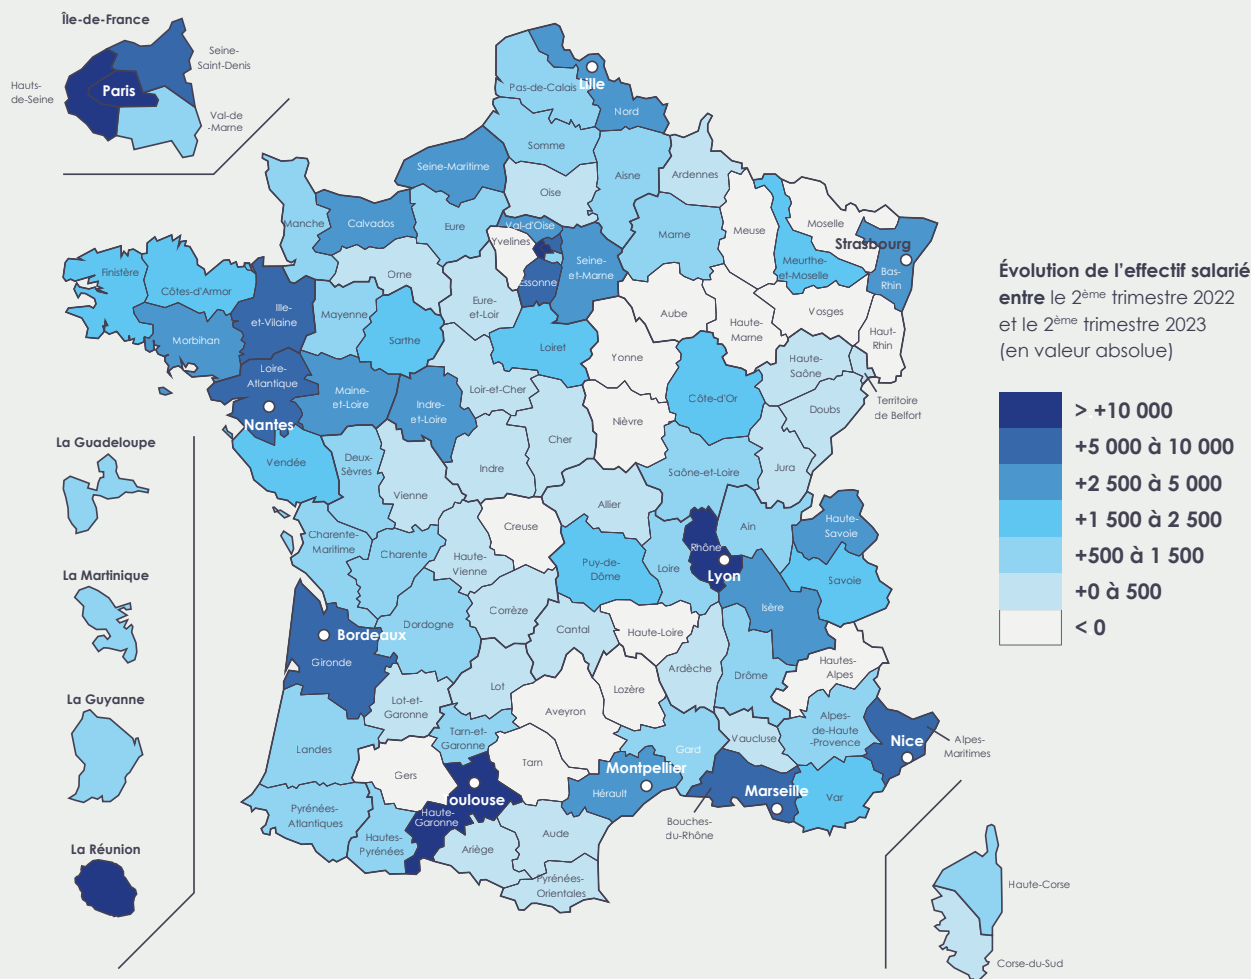 Île-de-France
Seine-
Saint-Denis
Hauts-
de-Seine
Paris
Val-de
-Marne
Lille
Pas-de-Calais
Nord
Somme
Seine-Maritime
Oise
Aisne
Ardennes
Manche
Calvados
Eure
Val-d'Oise
Yvelines
Essonne
Seine-
et-Marne
Marne
Meuse
Moselle
Strasbourg
Meurthe-
et-Moselle
Bas-
Rhin
Finistère
Côtes-d'Armor
Morbihan
Ille-
et-Vilaine
Mayenne
Orne
Sarthe
Eure-
et-Loir
Loiret
Aube
Haute-
Marne
Vosges
Haut-
Rhin
Loire-
Atlantique
Nantes
Maine-
et-Loire
Indre-
et-Loire
Loir-et-Cher
Cher
Yonne
Nièvre
Côte-d'Or
Haute-
Saône
Territoire
de Belfort
Doubs
Jura
Vendée
Deux-
Sèvres
Vienne
Indre
Allier
Saône-et-Loire
Charente-
Maritime
Charente
Haute-
Vienne
Creuse
Puy-de-
Dôme
Loire
Rhône
Lyon
Ain
Haute-
Savoie
Savoie
Isère
Bordeaux
Gironde
Dordogne
Corrèze
Cantal
Haute-Loire
Ardèche
Drôme
Hautes-
Alpes
Lot-et-
Garonne
Lot
Aveyron
Lozère
Landes
Tarn-et-
Garonne
Gers
Tarn
Gard
Vaucluse
Alpes-
de-Haute
-Provence
Nice
Alpes-
Maritimes
Montpellier
Hérault
Marseille
Bouches-
du-Rhône
Var
Pyrénées-
Atlantiques
Hautes-
Pyrénées
Toulouse
Haute-
Garonne
Ariège
Aude
Pyrénées-
Orientales
Haute-Corse
Corse-du-Sud
La Guadeloupe
La Martinique
La Guyanne
La Réunion
Évolution de l'effectif salarié
entre le 2ème trimestre 2022
et le 2ème trimestre 2023
(en valeur absolue)
> +10 000
+5 000 à 10 000
+2 500 à 5 000
+1 500 à 2 500
+500 à 1 500
+0 à 500
< 0